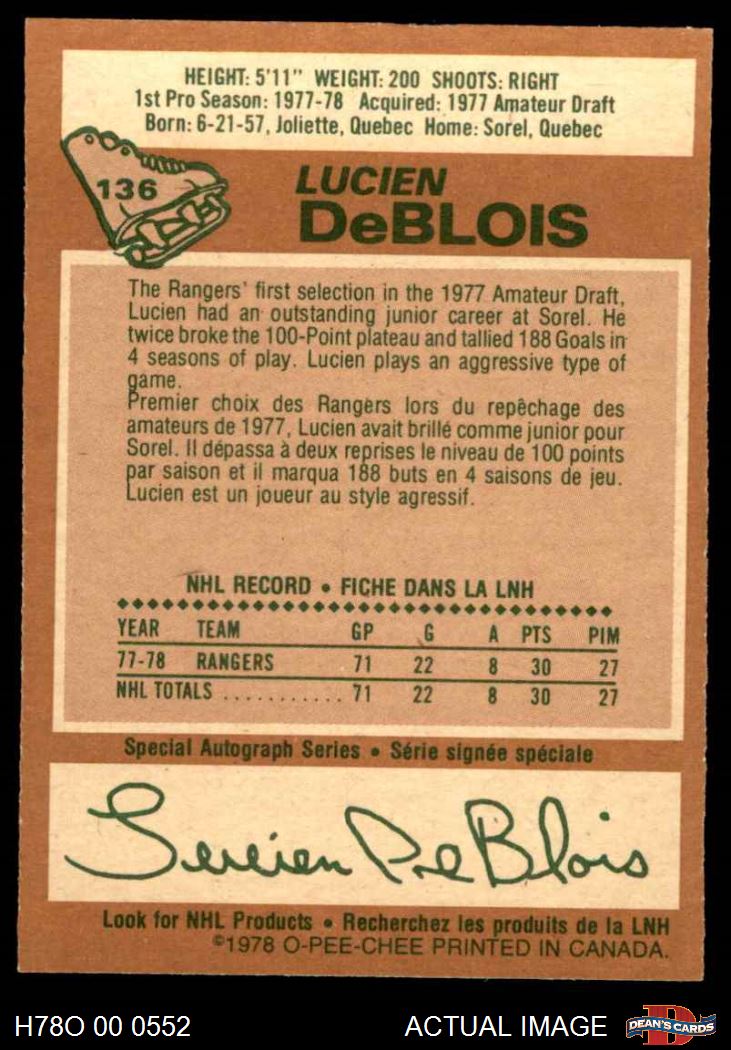 HEIGHT: 5'11" WEIGHT: 200 SHOOTS: RIGHT
1st Pro Season: 1977-78 Acquired: 1977 Amateur Draft
Born: 6-21-57, Joliette, Quebec Home: Sorel, Quebec
136
LUCIEN
DeBLOIS
The Rangers' first selection in the 1977 Amateur Draft,
Lucien had an outstanding junior career at Sorel. He
twice broke the 100-Point plateau and tallied 188 Goals in
4 seasons of play. Lucien plays an aggressive type of
game.
Premier choix des Rangers lors du repêchage des
amateurs de 1977, Lucien avait brillé comme junior pour
Sorel. Il dépassa à deux reprises le niveau de 100 points
par saison et il marqua 188 buts en 4 saisons de jeu.
Lucien est un joueur au style agressif.
NHL RECORD • FICHE DANS LA LNH
YEAR TEAM GP G A PTS PIM
77-78 RANGERS 71 22 8 30 27
NHL TOTALS ........... 71 22 8 30 27
Special Autograph Series • Série signée spéciale
Lucien DeBlois
Look for NHL Products • Recherchez les produits de la LNH
©1978 O-PEE-CHEE PRINTED IN CANADA.
H78O 00 0552 ACTUAL IMAGE D DEAN'S CARDS